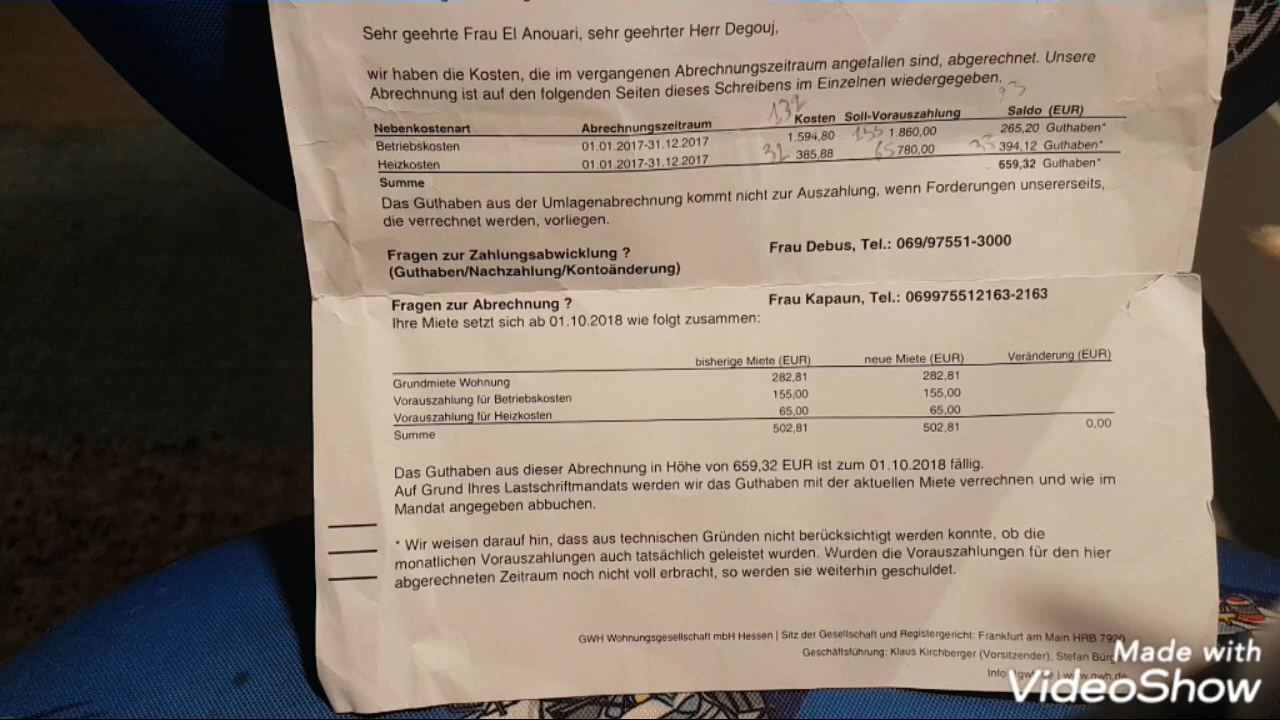 Sehr geehrte Frau El Anouari, sehr geehrter Herr Degouj,
wir haben die Kosten, die im vergangenen Abrechnungszeitraum angefallen sind, abgerechnet. Unsere
Abrechnung ist auf den folgenden Seiten dieses Schreibens im Einzelnen wiedergegeben.
132
Nebenkostenart Abrechnungszeitraum Kosten Soll-Vorauszahlung Saldo (EUR)
Betriebskosten 01.01.2017-31.12.2017 1.594,80 155 1.860,00 265,20 Guthaben*
Heizkosten 01.01.2017-31.12.2017 32 385,88 65 780,00 33 394,12 Guthaben*
Summe 659,32 Guthaben*
Das Guthaben aus der Umlagenabrechnung kommt nicht zur Auszahlung, wenn Forderungen unsererseits,
die verrechnet werden, vorliegen.
Fragen zur Zahlungsabwicklung ? Frau Debus, Tel.: 069/97551-3000
(Guthaben/Nachzahlung/Kontoänderung)
Fragen zur Abrechnung ? Frau Kapaun, Tel.: 069975512163-2163
Ihre Miete setzt sich ab 01.10.2018 wie folgt zusammen:
bisherige Miete (EUR) neue Miete (EUR) Veränderung (EUR)
Grundmiete Wohnung 282,81 282,81
Vorauszahlung für Betriebskosten 155,00 155,00
Vorauszahlung für Heizkosten 65,00 65,00
Summe 502,81 502,81 0,00
Das Guthaben aus dieser Abrechnung in Höhe von 659,32 EUR ist zum 01.10.2018 fällig.
Auf Grund Ihres Lastschriftmandats werden wir das Guthaben mit der aktuellen Miete verrechnen und wie im
Mandat angegeben abbuchen.
* Wir weisen darauf hin, dass aus technischen Gründen nicht berücksichtigt werden konnte, ob die
monatlichen Vorauszahlungen auch tatsächlich geleistet wurden. Wurden die Vorauszahlungen für den hier
abgerechneten Zeitraum noch nicht voll erbracht, so werden sie weiterhin geschuldet.
GWH Wohnungsgesellschaft mbH Hessen | Sitz der Gesellschaft und Registergericht: Frankfurt am Main HRB
Geschäftsführung: Klaus Kirchberger (Vorsitzender), Stefan
Made with
VideoShow